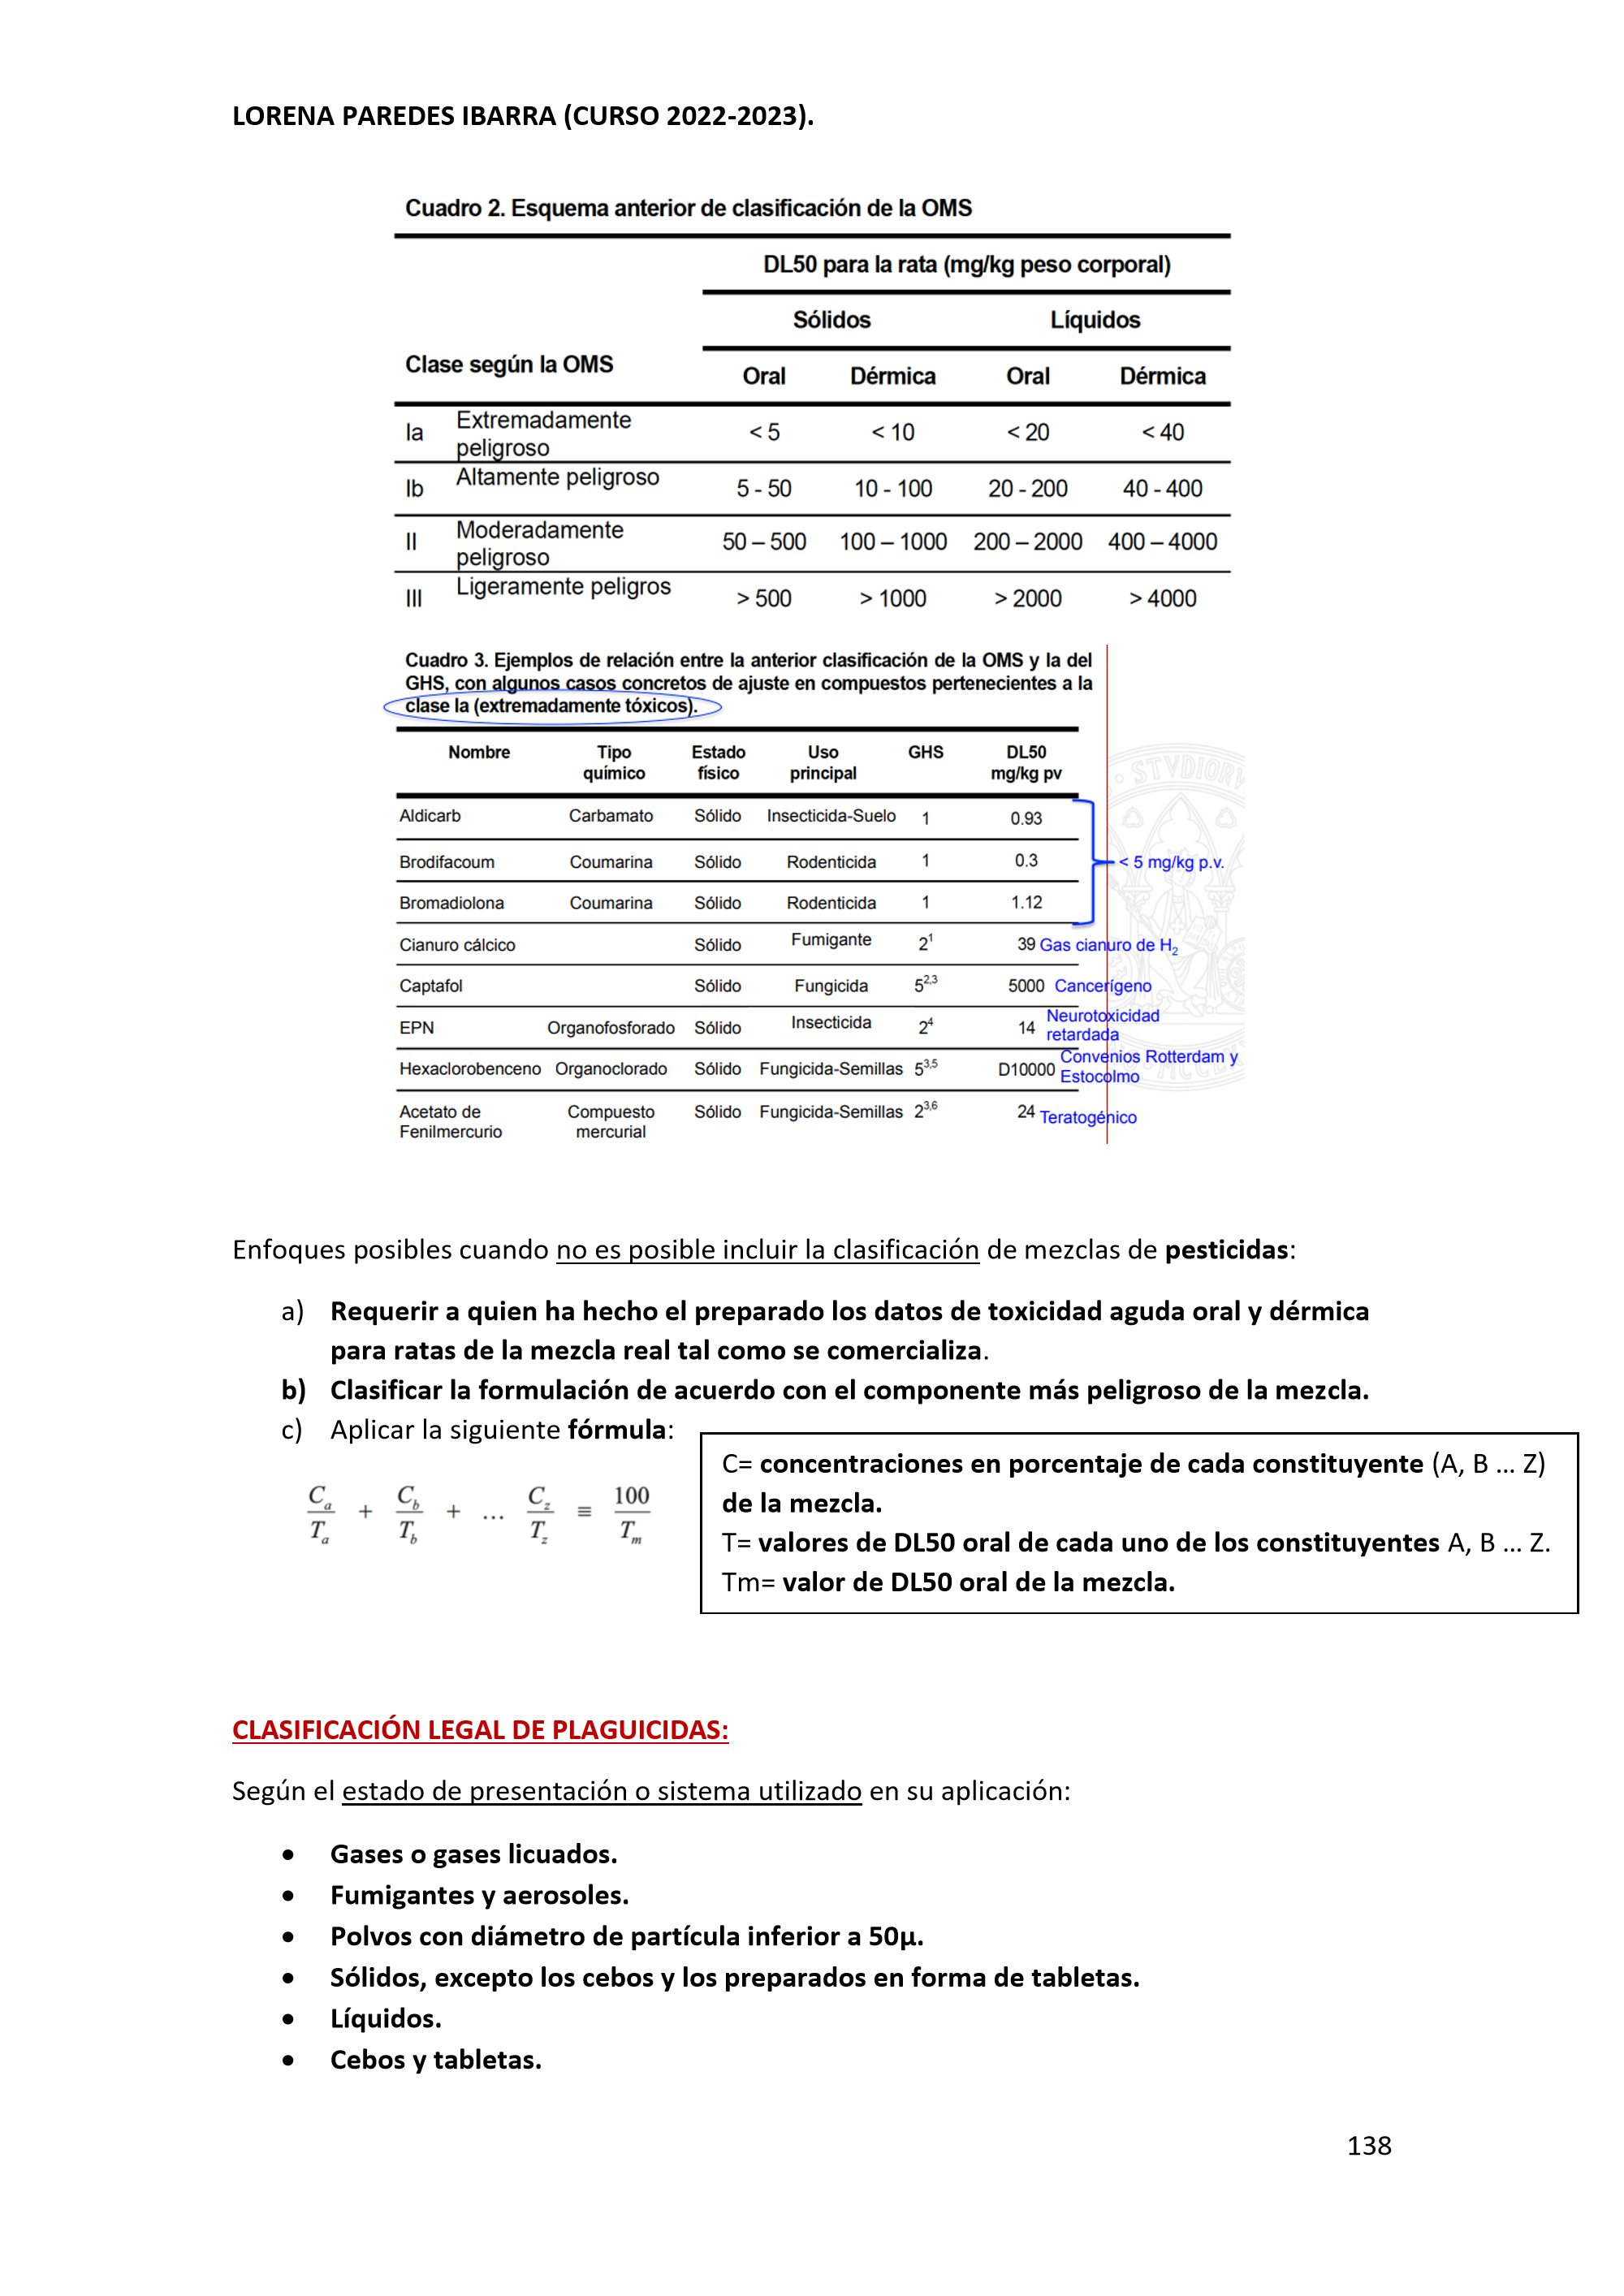 LORENA PAREDES IBARRA (CURSO 2022-2023).
Cuadro 2. Esquema anterior de clasificación de la OMS
DL50 para la rata (mg/kg peso corporal)
Sólidos Líquidos
Clase según la OMS Oral Dérmica Oral Dérmica
Ia Extremadamente peligroso < 5 < 10 < 20 < 40
Ib Altamente peligroso 5 - 50 10 - 100 20 - 200 40 - 400
II Moderadamente peligroso 50 – 500 100 – 1000 200 – 2000 400 – 4000
III Ligeramente peligros > 500 > 1000 > 2000 > 4000
Cuadro 3. Ejemplos de relación entre la anterior clasificación de la OMS y la del
GHS, con algunos casos concretos de ajuste en compuestos pertenecientes a la
clase Ia (extremadamente tóxicos).
Nombre Tipo químico Estado físico Uso principal GHS DL50 mg/kg pv
Aldicarb Carbamato Sólido Insecticida-Suelo 1 0.93
Brodifacoum Coumarina Sólido Rodenticida 1 0.3 < 5 mg/kg p.v.
Bromadiolona Coumarina Sólido Rodenticida 1 1.12
Cianuro cálcico Sólido Fumigante 2¹ 39 Gas cianuro de H₂
Captafol Sólido Fungicida 5²,³ 5000 Cancerígeno
EPN Organofosforado Sólido Insecticida 2⁴ 14 Neurotoxicidad retardada
Hexaclorobenceno Organoclorado Sólido Fungicida-Semillas 5³,⁵ D10000 Convenios Rotterdam y Estocolmo
Acetato de Fenilmercurio Compuesto mercurial Sólido Fungicida-Semillas 2³,⁶ 24 Teratogénico
STVDIORV
MCCL
Enfoques posibles cuando no es posible incluir la clasificación de mezclas de pesticidas:
a) Requerir a quien ha hecho el preparado los datos de toxicidad aguda oral y dérmica
para ratas de la mezcla real tal como se comercializa.
b) Clasificar la formulación de acuerdo con el componente más peligroso de la mezcla.
c) Aplicar la siguiente fórmula:
Ca/Ta + Cb/Tb + ... Cz/Tz ≡ 100/Tm
C= concentraciones en porcentaje de cada constituyente (A, B … Z)
de la mezcla.
T= valores de DL50 oral de cada uno de los constituyentes A, B … Z.
Tm= valor de DL50 oral de la mezcla.
CLASIFICACIÓN LEGAL DE PLAGUICIDAS:
Según el estado de presentación o sistema utilizado en su aplicación:
• Gases o gases licuados.
• Fumigantes y aerosoles.
• Polvos con diámetro de partícula inferior a 50µ.
• Sólidos, excepto los cebos y los preparados en forma de tabletas.
• Líquidos.
• Cebos y tabletas.
138